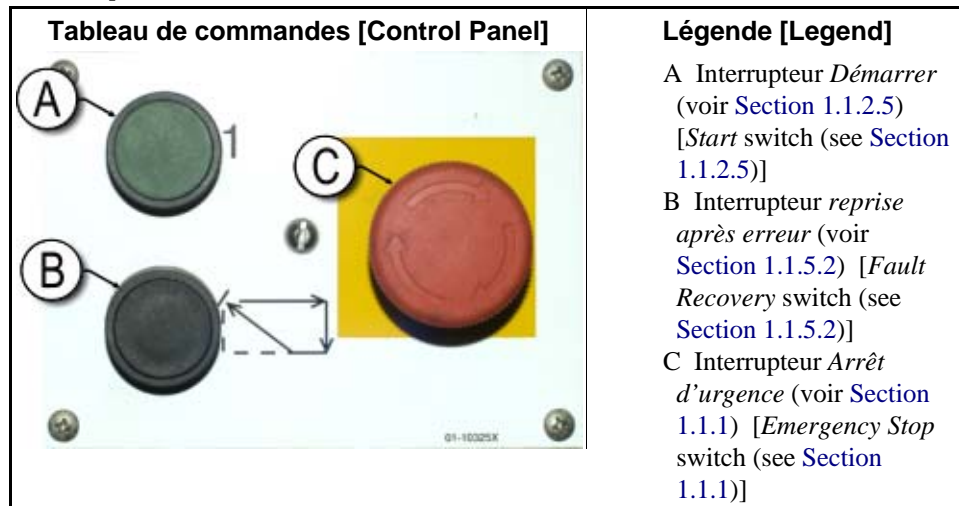 Tableau de commandes [Control Panel]
A
1
B
C
01-10325X
Légende [Legend]
A Interrupteur Démarrer
(voir Section 1.1.2.5)
[Start switch (see Section
1.1.2.5)]
B Interrupteur reprise
après erreur (voir
Section 1.1.5.2) [Fault
Recovery switch (see
Section 1.1.5.2)]
C Interrupteur Arrêt
d'urgence (voir Section
1.1.1) [Emergency Stop
switch (see Section
1.1.1)]